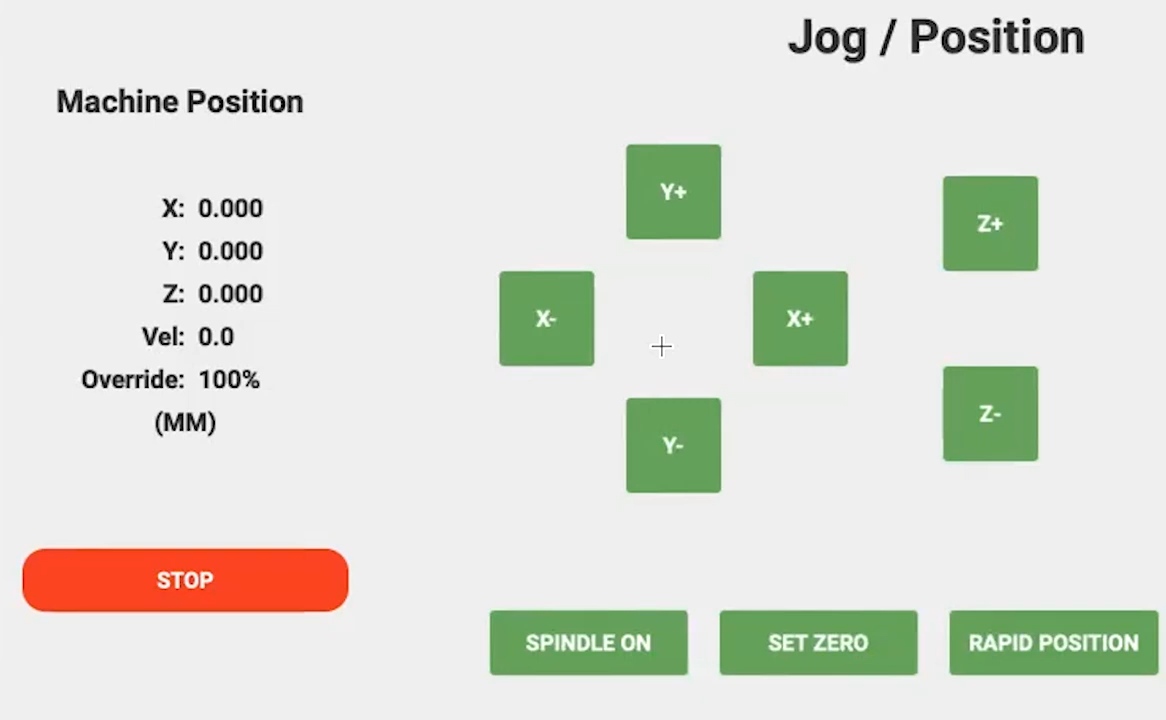 Jog / Position
Machine Position
X: 0.000
Y: 0.000
Z: 0.000
Vel: 0.0
Override: 100%
(MM)
STOP
Y+
Z+
X-
X+
Z-
Y-
SPINDLE ON
SET ZERO
RAPID POSITION